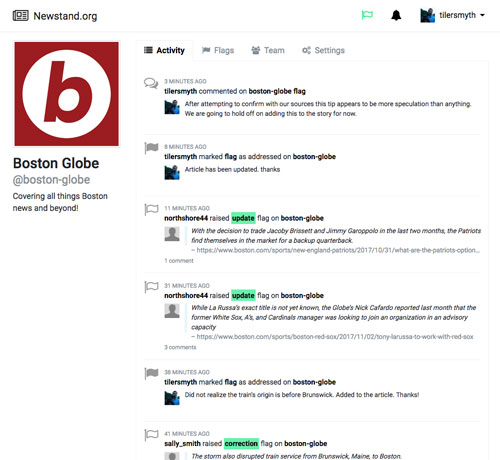 Newstand.org
tilersmyth
b
Boston Globe
@boston-globe
Covering all things Boston
news and beyond!
Activity
Flags
Team
Settings
3 MINUTES AGO
tilersmyth commented on boston-globe flag
After attempting to confirm with our sources this tip appears to be more speculation than anything.
We are going to hold off on adding this to the story for now.
8 MINUTES AGO
tilersmyth marked flag as addressed on boston-globe
Article has been updated. thanks
11 MINUTES AGO
northshore44 raised update flag on boston-globe
With the decision to trade Jacoby Brissett and Jimmy Garoppolo in the last two months, the Patriots
find themselves in the market for a backup quarterback.
– https://www.boston.com/sports/new-england-patriots/2017/10/31/what-are-the-patriots-option...
1 comment
31 MINUTES AGO
northshore44 raised update flag on boston-globe
While La Russa's exact title is not yet known, the Globe's Nick Cafardo reported last month that the
former White Sox, A's, and Cardinals manager was looking to join an organization in an advisory
capacity
– https://www.boston.com/sports/boston-red-sox/2017/11/02/tony-larussa-to-work-with-red-sox
3 comments
38 MINUTES AGO
tilersmyth marked flag as addressed on boston-globe
Did not realize the train's origin is before Brunswick. Added to the article. Thanks!
41 MINUTES AGO
sally_smith raised correction flag on boston-globe
The storm also disrupted train service from Brunswick, Maine, to Boston.